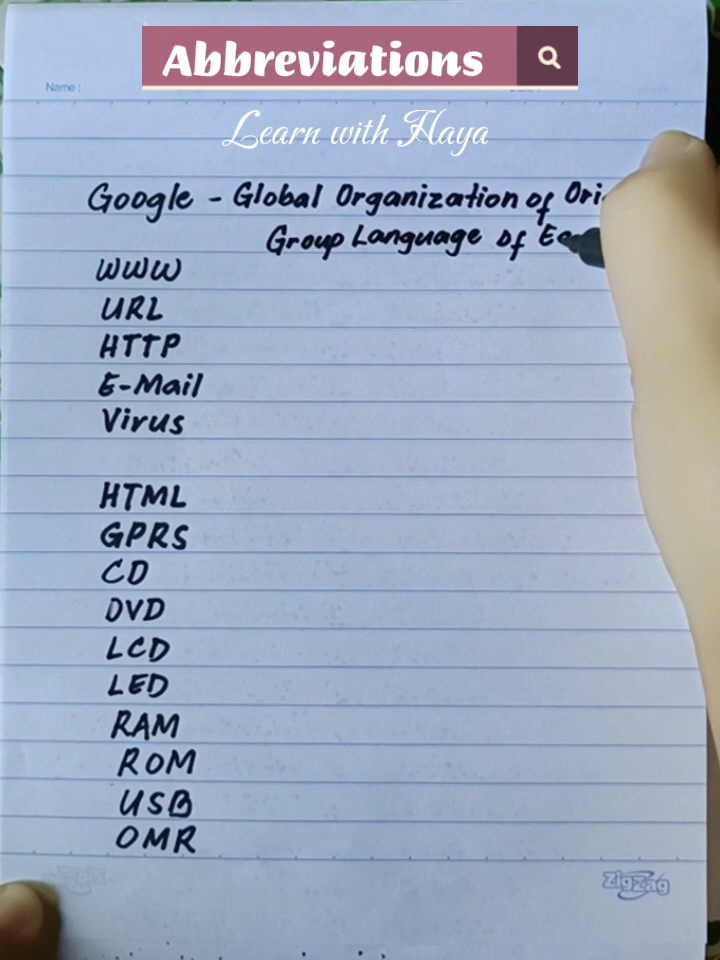 Abbreviations
Name :
Learn with Haya
Google - Global Organization of
Group Language Of
WWW
URL
HTTP
E-Mail
Virus
HTML
GPRS
CD
DVD
LCD
LED
RAM
ROM
USB
OMR
ZigZag